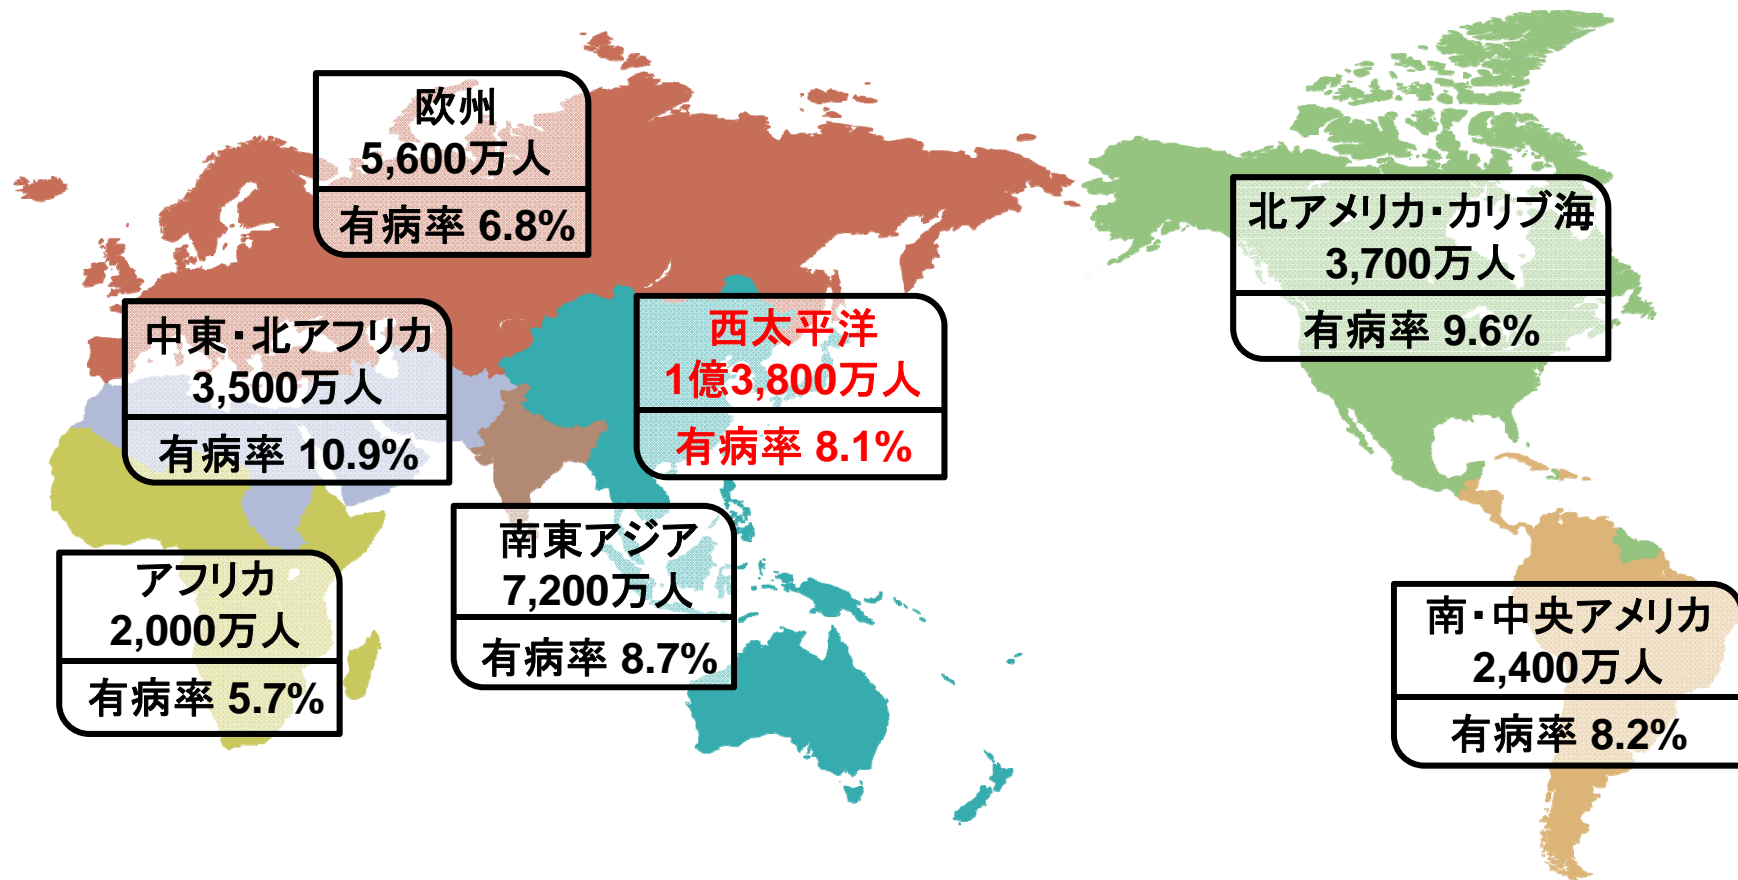 欧州
5,600万人
有病率 6.8%
北アメリカ・カリブ海
3,700万人
有病率 9.6%
中東・北アフリカ
3,500万人
有病率 10.9%
西太平洋
1億3,800万人
有病率 8.1%
南東アジア
7,200万人
有病率 8.7%
アフリカ
2,000万人
有病率 5.7%
南・中央アメリカ
2,400万人
有病率 8.2%